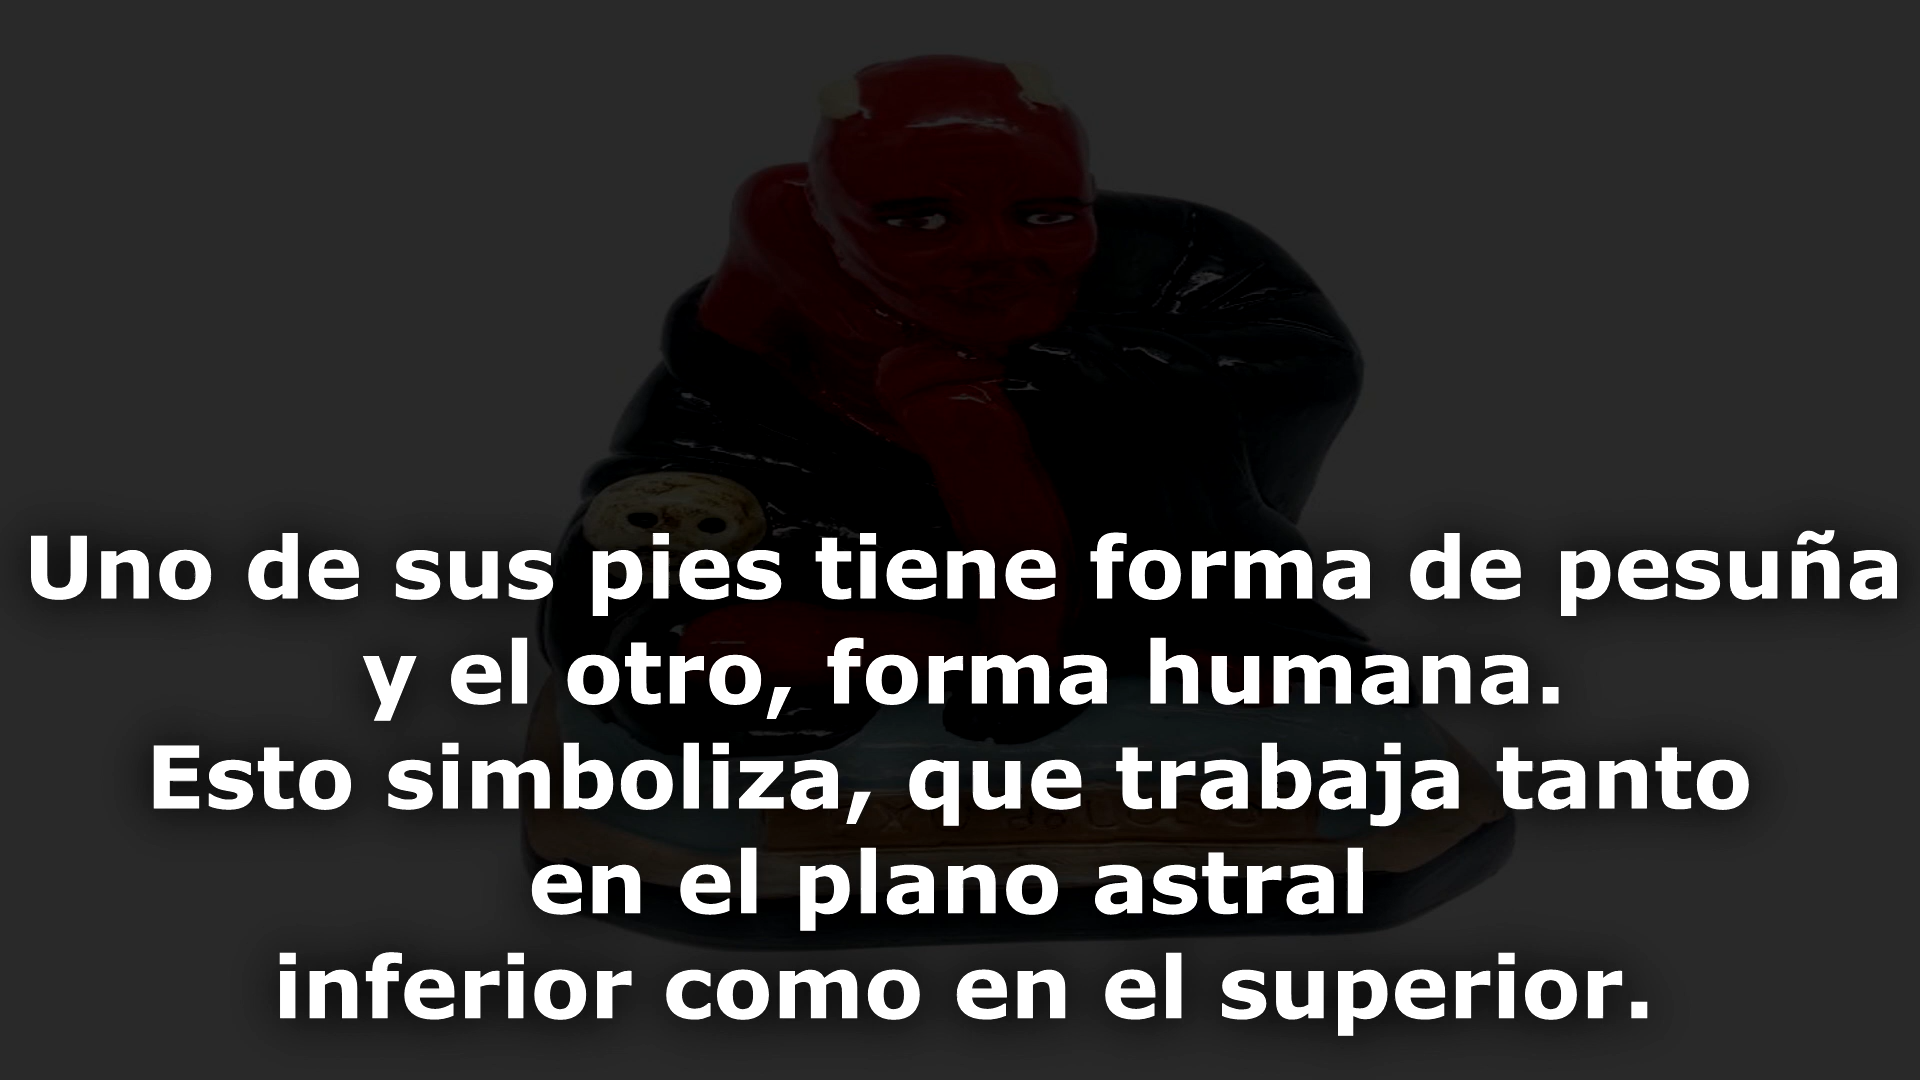 Uno de sus pies tiene forma de pesuña
y el otro, forma humana.
Esto simboliza, que trabaja tanto
en el plano astral
inferior como en el superior.